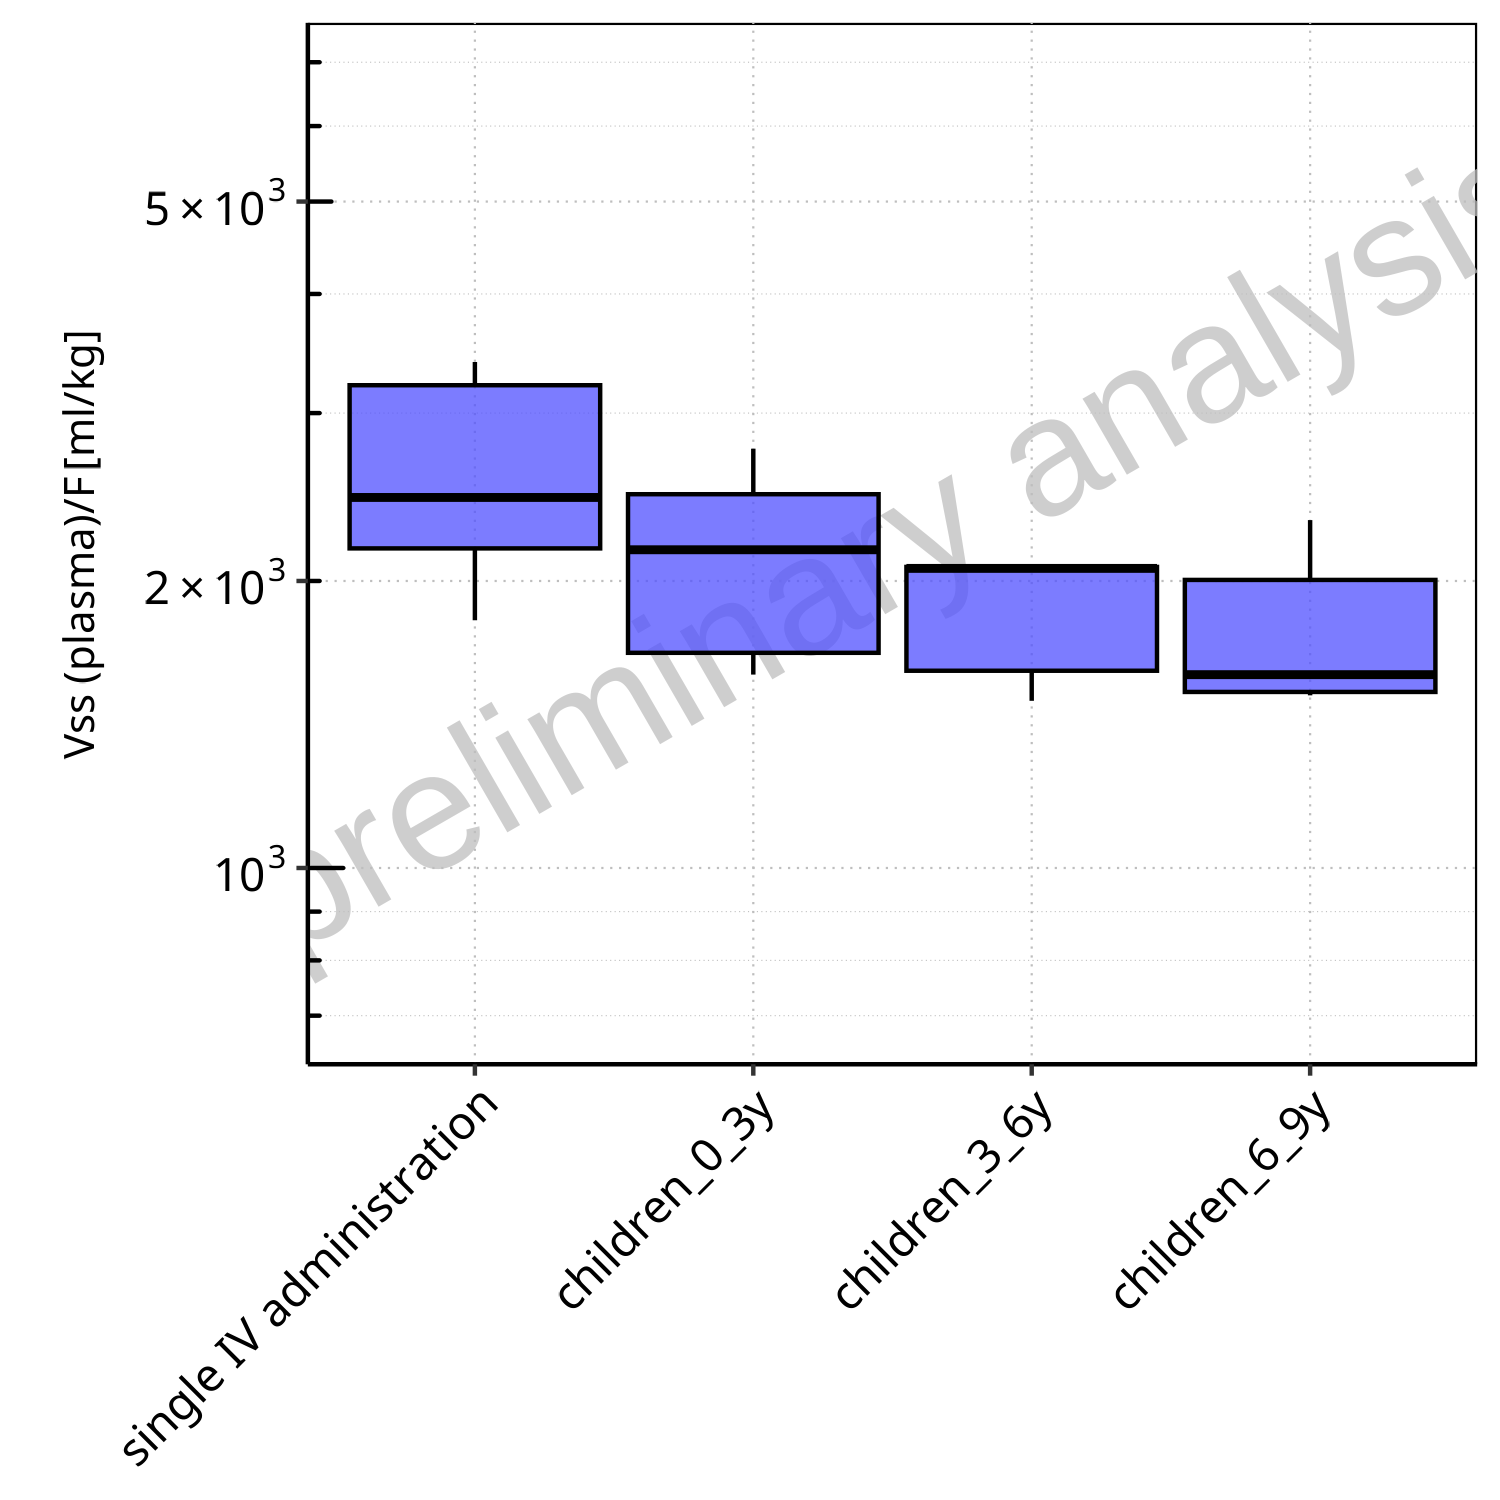 5 × 10³
2 × 10³
10³
Vss (plasma)/F [ml/kg]
preliminary analysis
single IV administration
children_0_3y
children_3_6y
children_6_9y